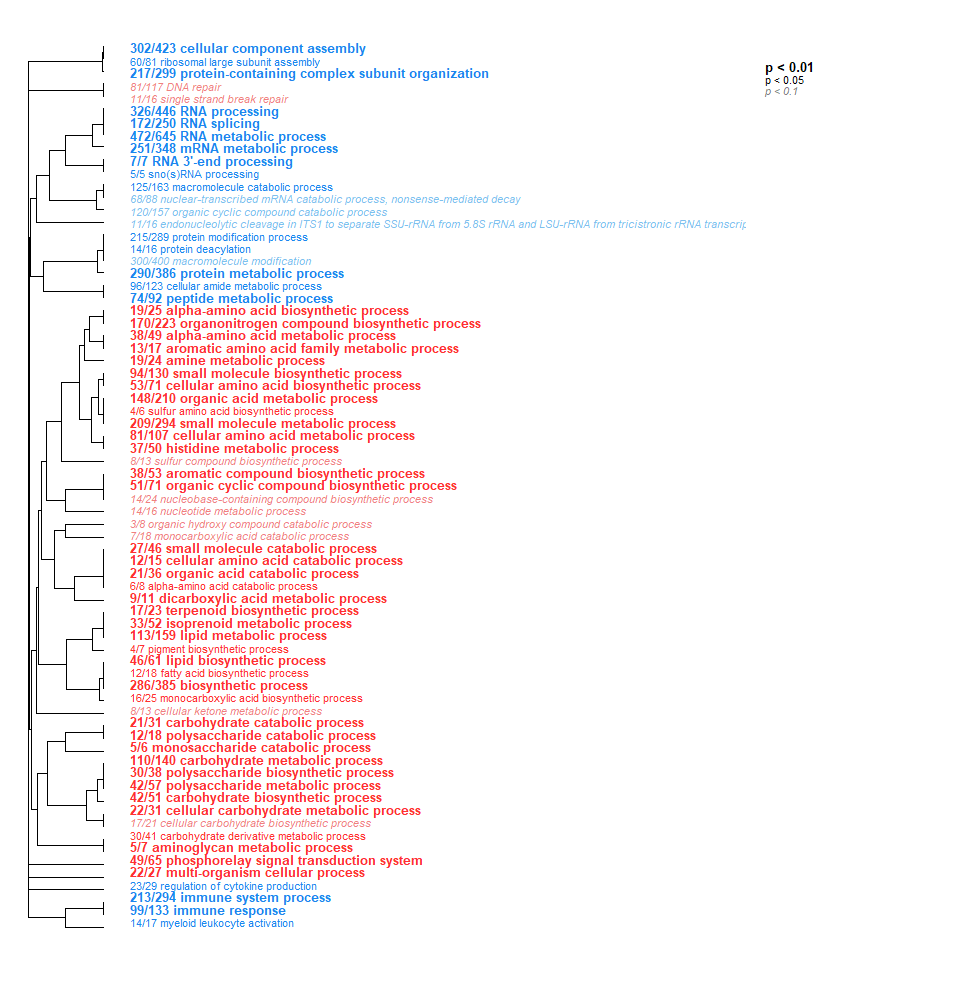 302/423 cellular component assembly
60/81 ribosomal large subunit assembly
217/299 protein-containing complex subunit organization
81/117 DNA repair
11/16 single strand break repair
326/446 RNA processing
172/250 RNA splicing
472/645 RNA metabolic process
251/348 mRNA metabolic process
7/7 RNA 3'-end processing
5/5 sno(s)RNA processing
125/163 macromolecule catabolic process
68/88 nuclear-transcribed mRNA catabolic process, nonsense-mediated decay
120/157 organic cyclic compound catabolic process
11/16 endonucleolytic cleavage in ITS1 to separate SSU-rRNA from 5.8S rRNA and LSU-rRNA from tricistronic rRNA transcrip
215/289 protein modification process
14/16 protein deacylation
300/400 macromolecule modification
290/386 protein metabolic process
96/123 cellular amide metabolic process
74/92 peptide metabolic process
19/25 alpha-amino acid biosynthetic process
170/223 organonitrogen compound biosynthetic process
38/49 alpha-amino acid metabolic process
13/17 aromatic amino acid family metabolic process
19/24 amine metabolic process
94/130 small molecule biosynthetic process
53/71 cellular amino acid biosynthetic process
148/210 organic acid metabolic process
4/6 sulfur amino acid biosynthetic process
209/294 small molecule metabolic process
81/107 cellular amino acid metabolic process
37/50 histidine metabolic process
8/13 sulfur compound biosynthetic process
38/53 aromatic compound biosynthetic process
51/71 organic cyclic compound biosynthetic process
14/24 nucleobase-containing compound biosynthetic process
14/16 nucleotide metabolic process
3/8 organic hydroxy compound catabolic process
7/18 monocarboxylic acid catabolic process
27/46 small molecule catabolic process
12/15 cellular amino acid catabolic process
21/36 organic acid catabolic process
6/8 alpha-amino acid catabolic process
9/11 dicarboxylic acid metabolic process
17/23 terpenoid biosynthetic process
33/52 isoprenoid metabolic process
113/159 lipid metabolic process
4/7 pigment biosynthetic process
46/61 lipid biosynthetic process
12/18 fatty acid biosynthetic process
286/385 biosynthetic process
16/25 monocarboxylic acid biosynthetic process
8/13 cellular ketone metabolic process
21/31 carbohydrate catabolic process
12/18 polysaccharide catabolic process
5/6 monosaccharide catabolic process
110/140 carbohydrate metabolic process
30/38 polysaccharide biosynthetic process
42/57 polysaccharide metabolic process
42/51 carbohydrate biosynthetic process
22/31 cellular carbohydrate metabolic process
17/21 cellular carbohydrate biosynthetic process
30/41 carbohydrate derivative metabolic process
5/7 aminoglycan metabolic process
49/65 phosphorelay signal transduction system
22/27 multi-organism cellular process
23/29 regulation of cytokine production
213/294 immune system process
99/133 immune response
14/17 myeloid leukocyte activation
p < 0.01
p < 0.05
p < 0.1